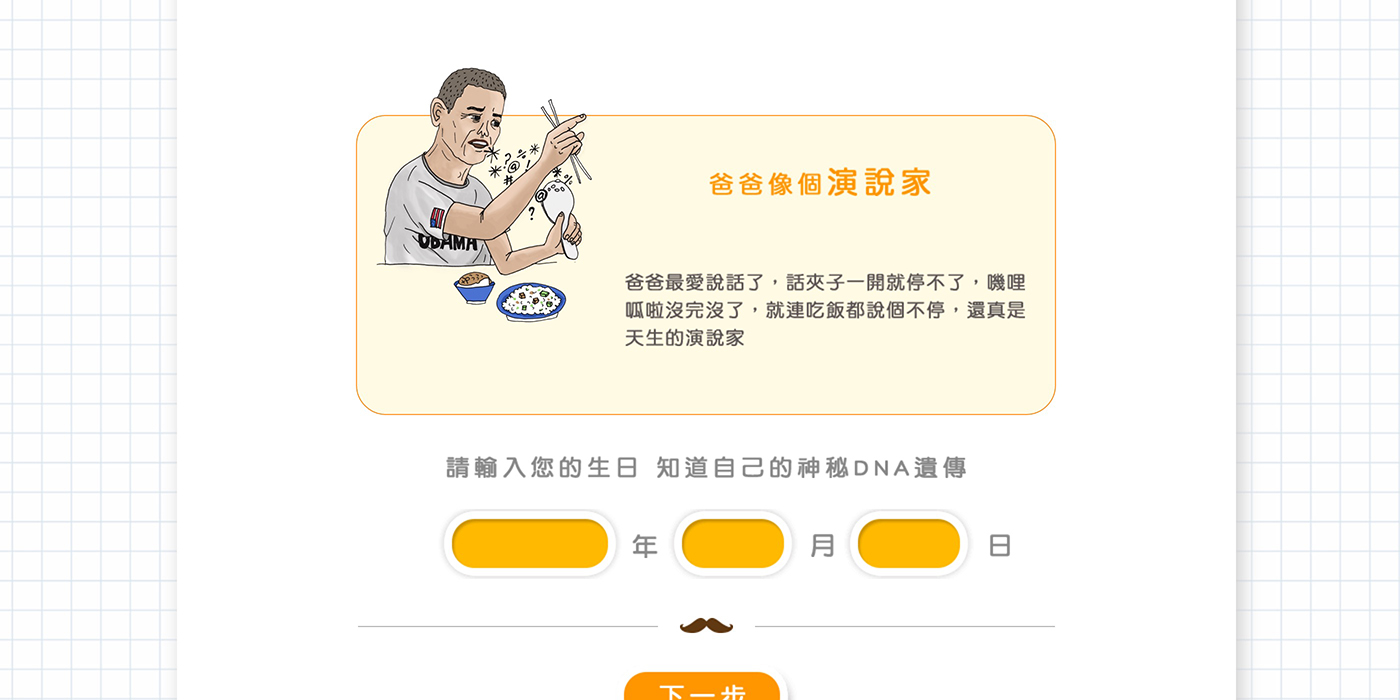 OBAMA
爸爸像個演說家
爸爸最愛說話了，話夾子一開就停不了，嘰哩
呱啦沒完沒了，就連吃飯都說個不停，還真是
天生的演說家
請輸入您的生日 知道自己的神秘DNA遺傳
年 月 日
下一步